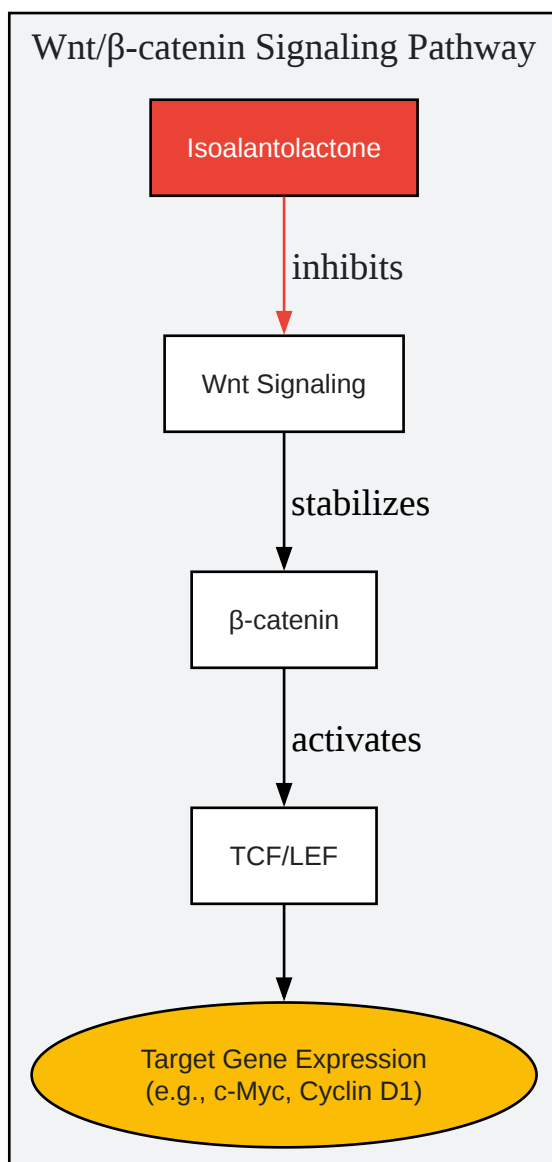 Wnt/β-catenin Signaling Pathway
Isoalantolactone
inhibits
Wnt Signaling
stabilizes
β-catenin
activates
TCF/LEF
Target Gene Expression
(e.g., c-Myc, Cyclin D1)